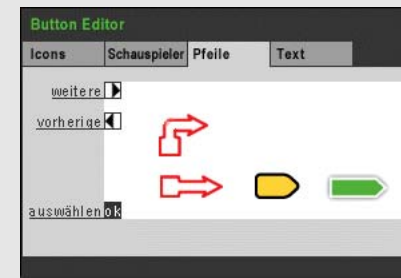 Button Editor
Icons Schauspieler Pfeile Text
weitere
vorherige
auswählen ok